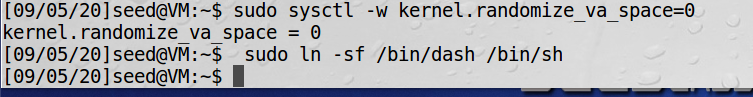 [09/05/20]seed@VM:~$ sudo sysctl -w kernel.randomize_va_space=0
kernel.randomize_va_space = 0
[09/05/20]seed@VM:~$  sudo ln -sf /bin/dash /bin/sh
[09/05/20]seed@VM:~$